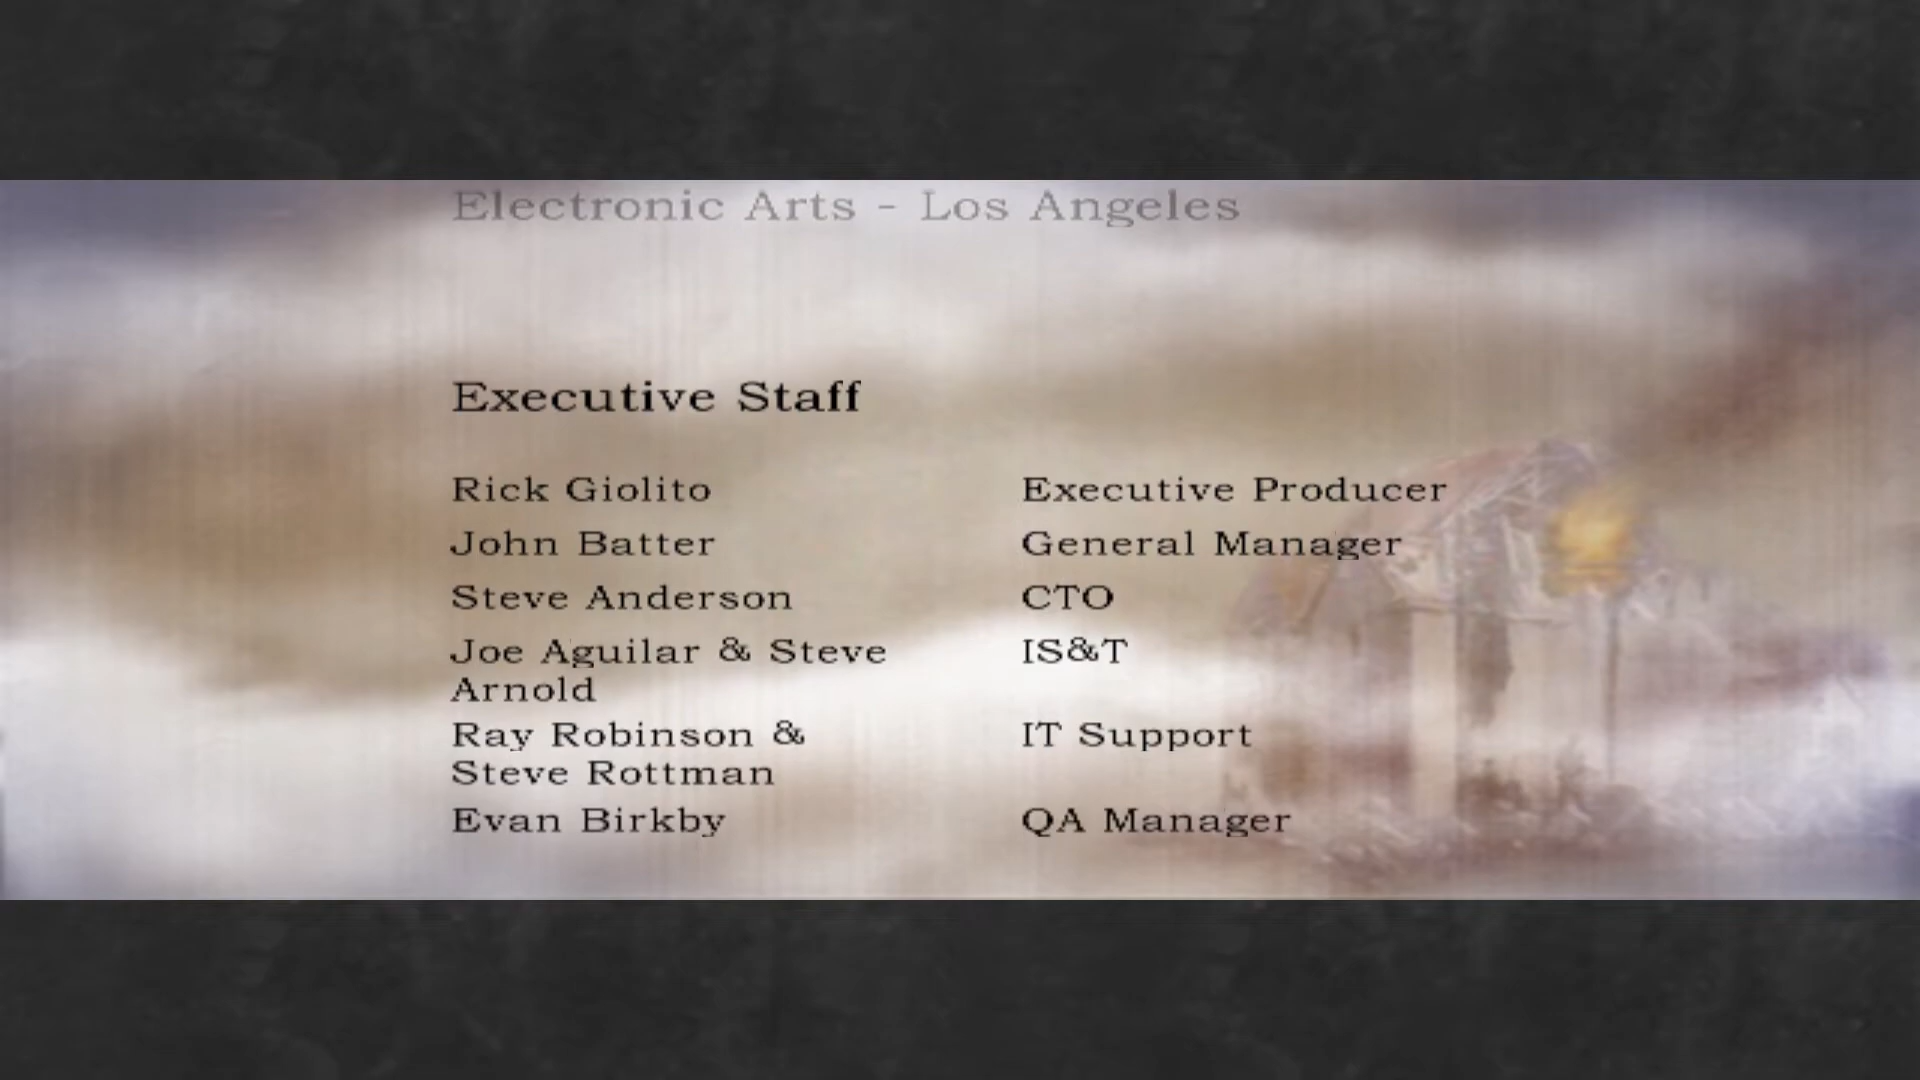 Electronic Arts - Los Angeles
Executive Staff
Rick Giolito Executive Producer
John Batter General Manager
Steve Anderson CTO
Joe Aguilar & Steve IS&T
Arnold
Ray Robinson & IT Support
Steve Rottman
Evan Birkby QA Manager